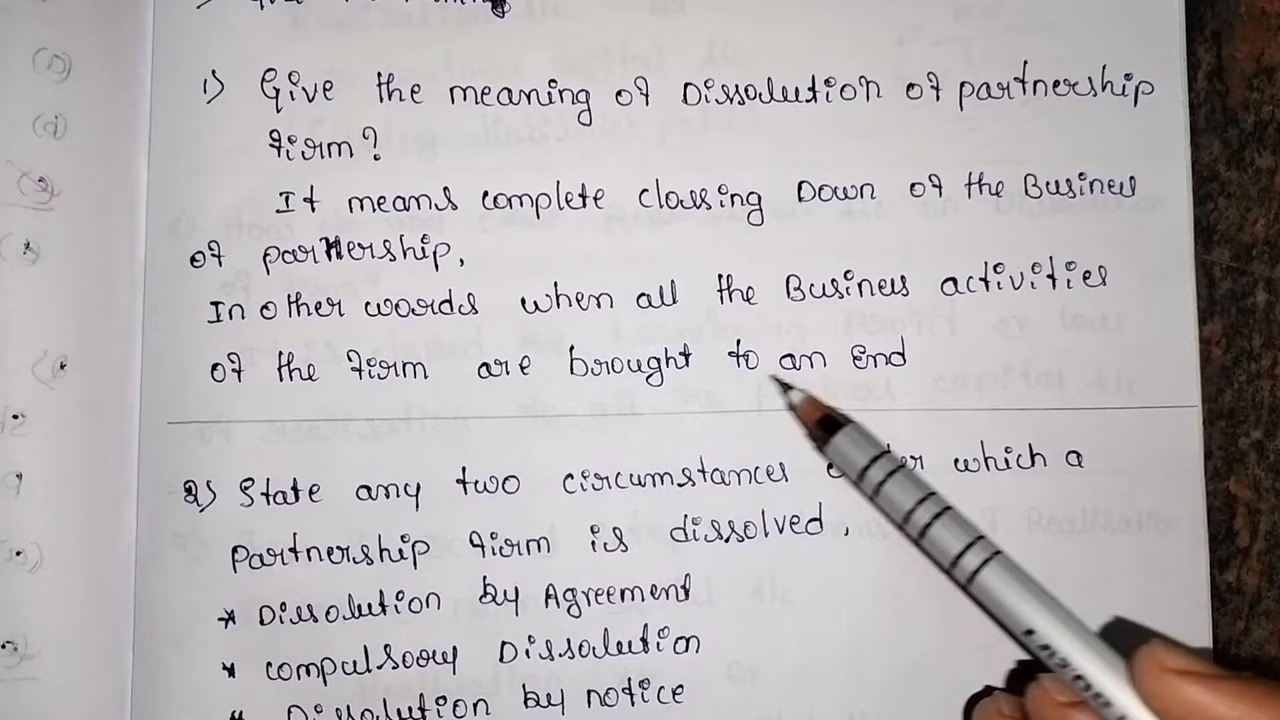 1) Give the meaning of Dissolution of partnership
firm?
It means complete classing Down of the Business
of partnership,
In other words when all the Business activities
of the firm are brought to an End
2) State any two circumstances which a
Partnership firm is dissolved.
* Dissolution by Agreement
* compulsory Dissolution
* Dissolution by notice